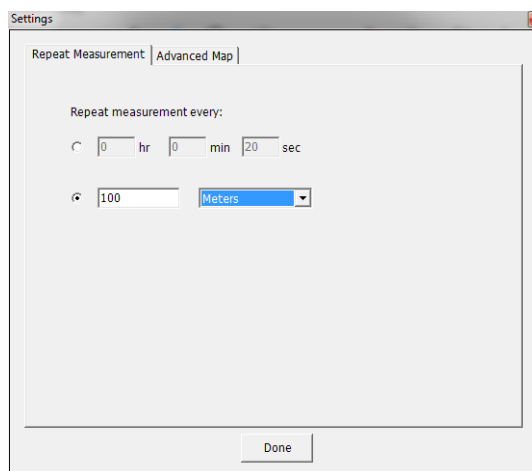 Settings
Repeat Measurement Advanced Map
Repeat measurement every:
0 hr 0 min 20 sec
100 Meters
Done